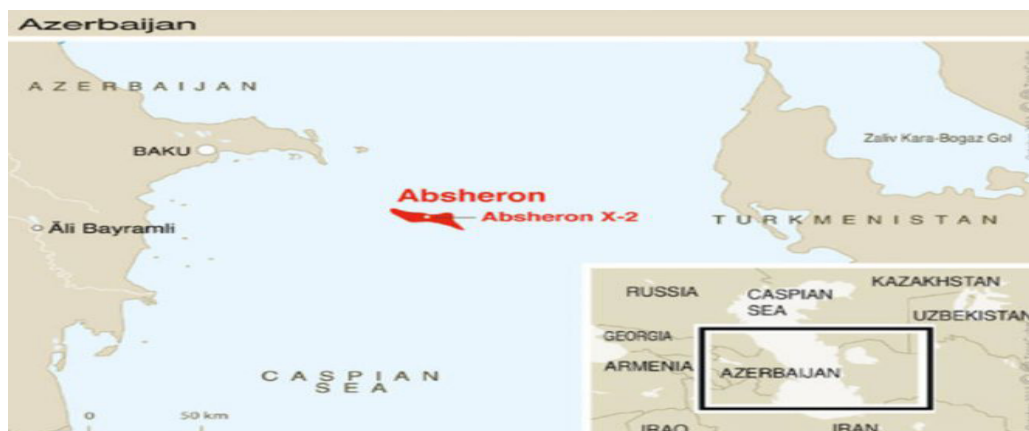 Azerbaijan
AZERBAIJAN
BAKU
Zaliv Kara-Bogaz Gol
Absheron
Absheron X-2
TURKMENISTAN
Äli Bayramli
CASPIAN
SEA
0 50 km
RUSSIA
CASPIAN
SEA
KAZAKHSTAN
UZBEKISTAN
GEORGIA
ARMENIA
AZERBAIJAN
IRAQ
IRAN